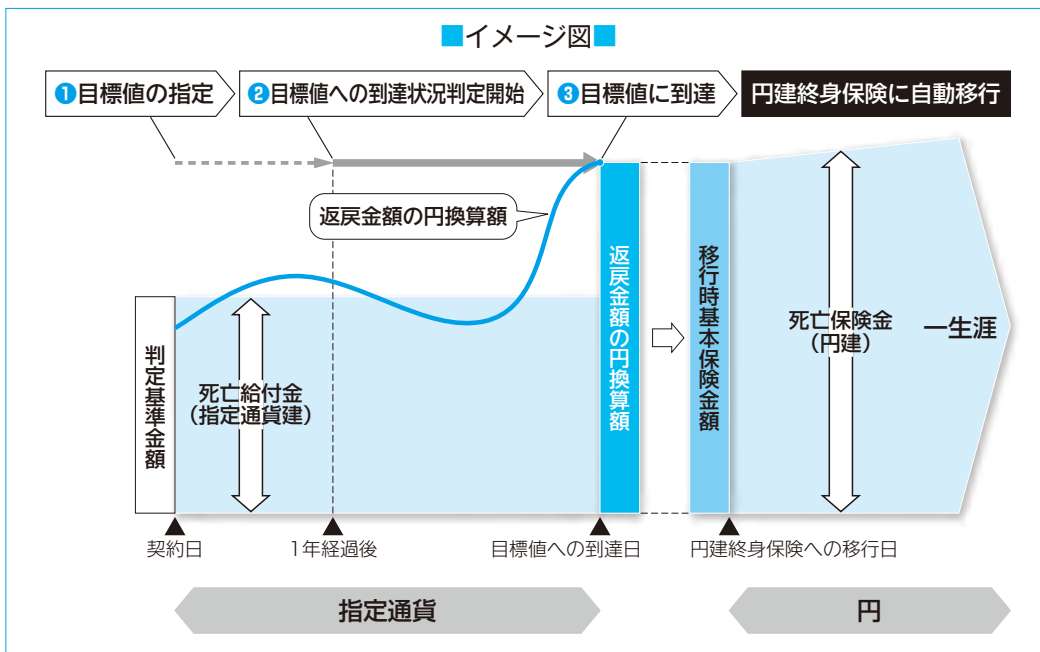 ■イメージ図■
❶目標値の指定
❷目標値への到達状況判定開始
❸目標値に到達
円建終身保険に自動移行
返戻金額の円換算額
判定基準金額
死亡給付金
（指定通貨建）
返戻金額の円換算額
移行時基本保険金額
死亡保険金
（円建）
一生涯
契約日
1年経過後
目標値への到達日
円建終身保険への移行日
指定通貨
円